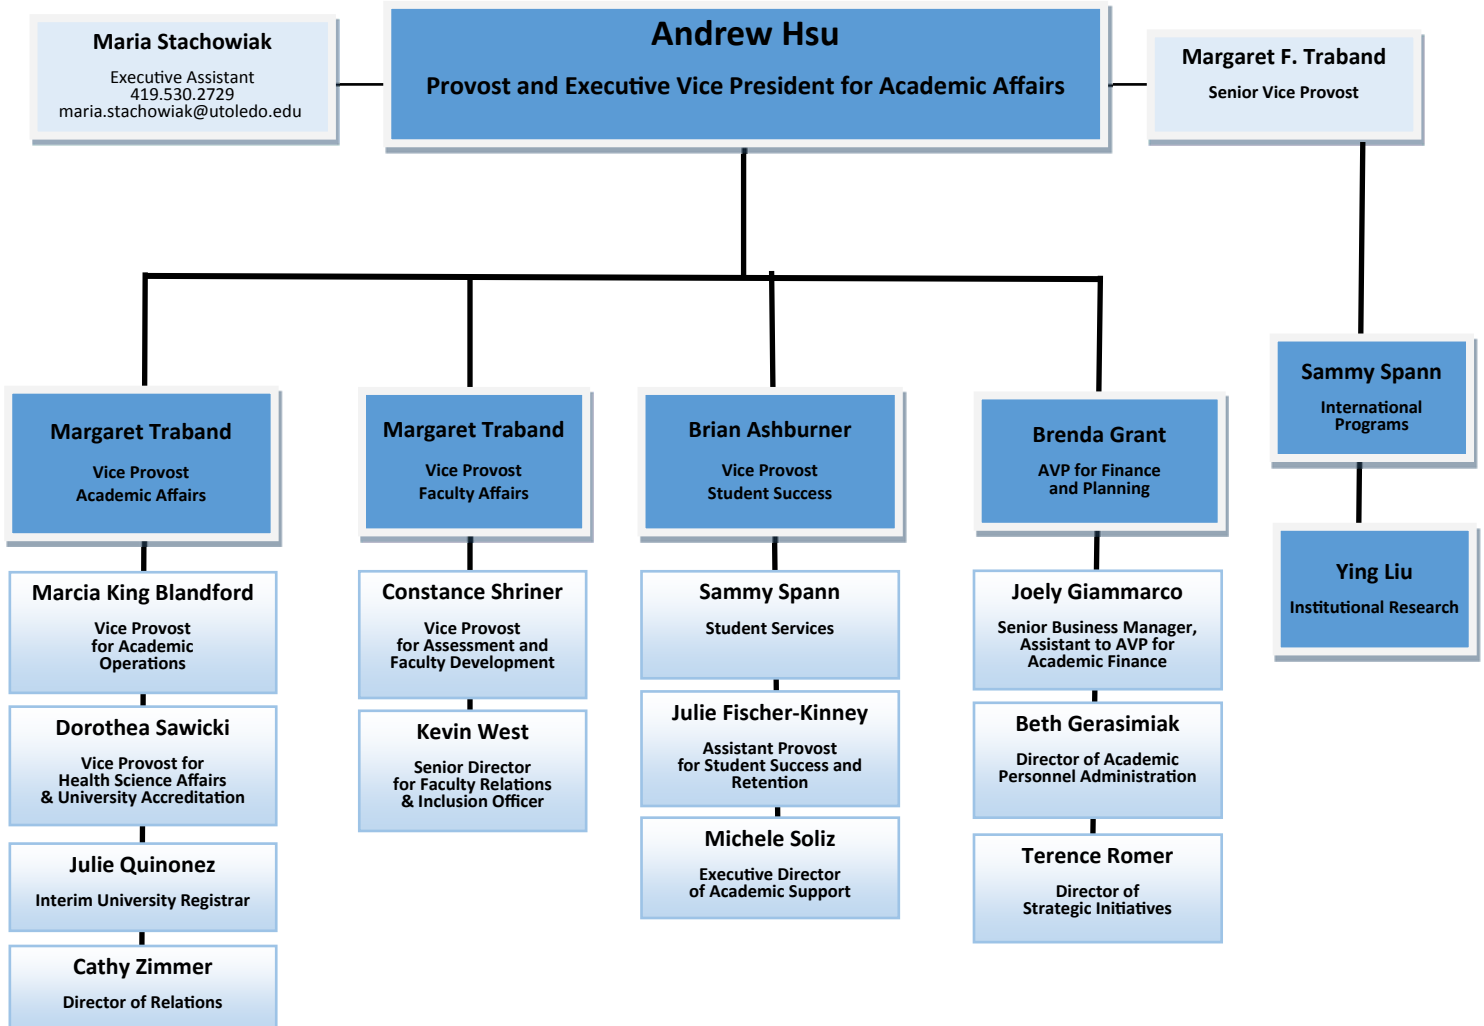 Maria Stachowiak
Executive Assistant
419.530.2729
maria.stachowiak@utoledo.edu
Andrew Hsu
Provost and Executive Vice President for Academic Affairs
Margaret F. Traband
Senior Vice Provost
Margaret Traband
Vice Provost
Academic Affairs
Marcia King Blandford
Vice Provost
for Academic
Operations
Dorothea Sawicki
Vice Provost for
Health Science Affairs
& University Accreditation
Julie Quinonez
Interim University Registrar
Cathy Zimmer
Director of Relations
Margaret Traband
Vice Provost
Faculty Affairs
Constance Shriner
Vice Provost
for Assessment and
Faculty Development
Kevin West
Senior Director
for Faculty Relations
& Inclusion Officer
Brian Ashburner
Vice Provost
Student Success
Sammy Spann
Student Services
Julie Fischer-Kinney
Assistant Provost
for Student Success and
Retention
Michele Soliz
Executive Director
of Academic Support
Brenda Grant
AVP for Finance
and Planning
Joely Giammarco
Senior Business Manager,
Assistant to AVP for
Academic Finance
Beth Gerasimiak
Director of Academic
Personnel Administration
Terence Romer
Director of
Strategic Initiatives
Sammy Spann
International
Programs
Ying Liu
Institutional Research